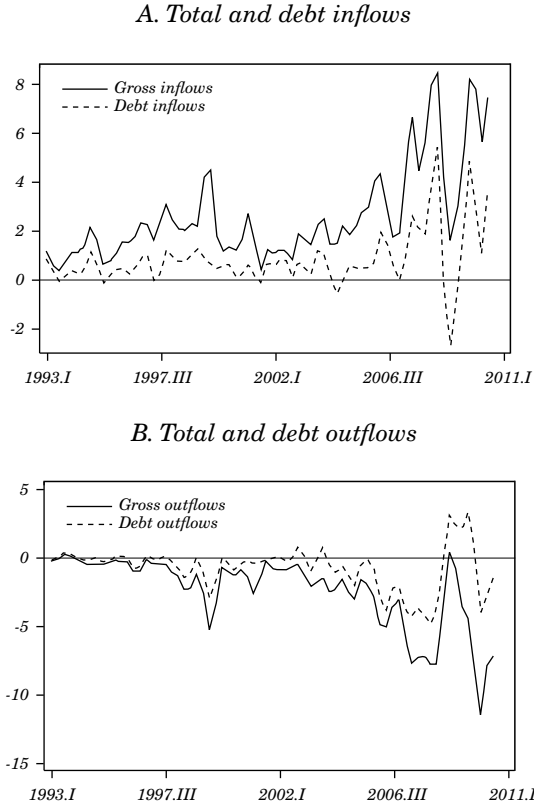 A. Total and debt inflows
8
Gross inflows
Debt inflows
6
4
2
0
-2
1993.I 1997.III 2002.I 2006.III 2011.I
B. Total and debt outflows
5
Gross outflows
Debt outflows
0
-5
-10
-15
1993.I 1997.III 2002.I 2006.III 2011.I